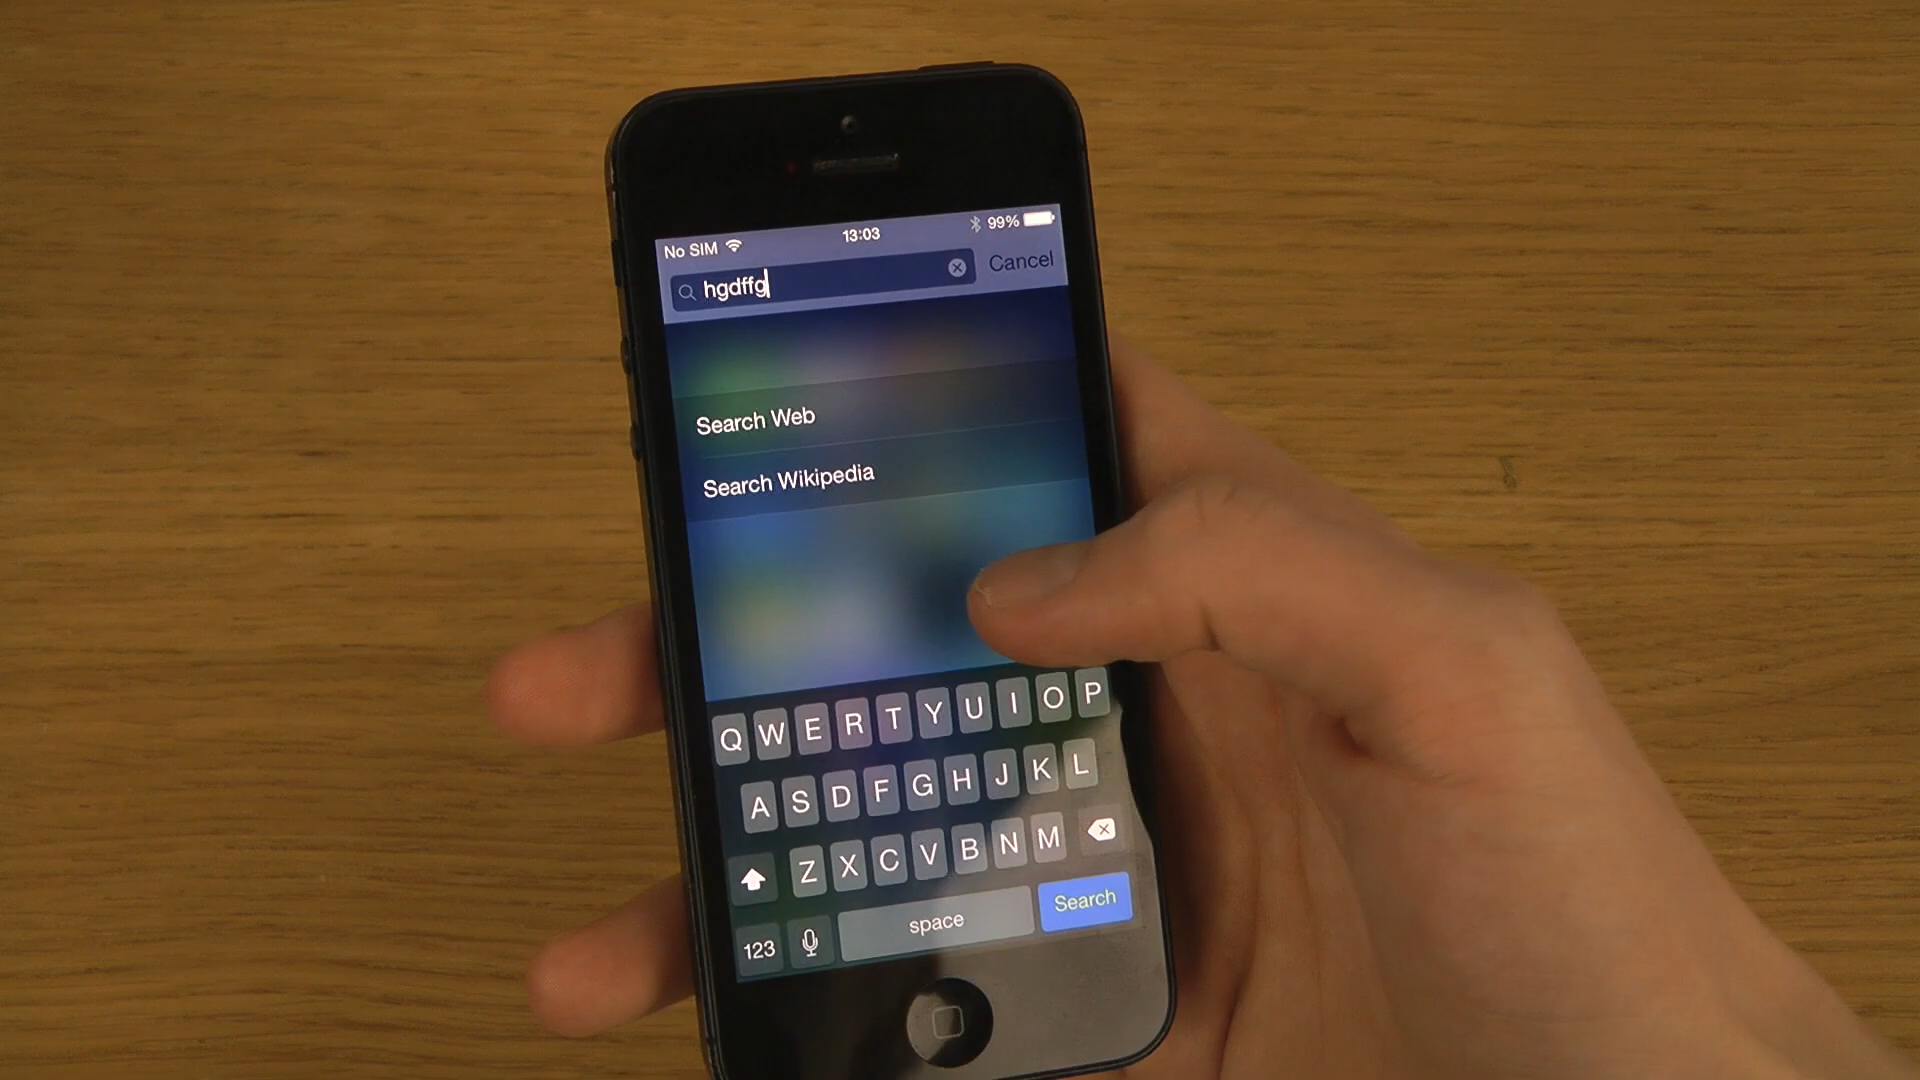 No SIM 13:03 99%
hgdffg Cancel
Search Web
Search Wikipedia
Q W E R T Y U I O P
A S D F G H J K L
Z X C V B N M
123 space Search